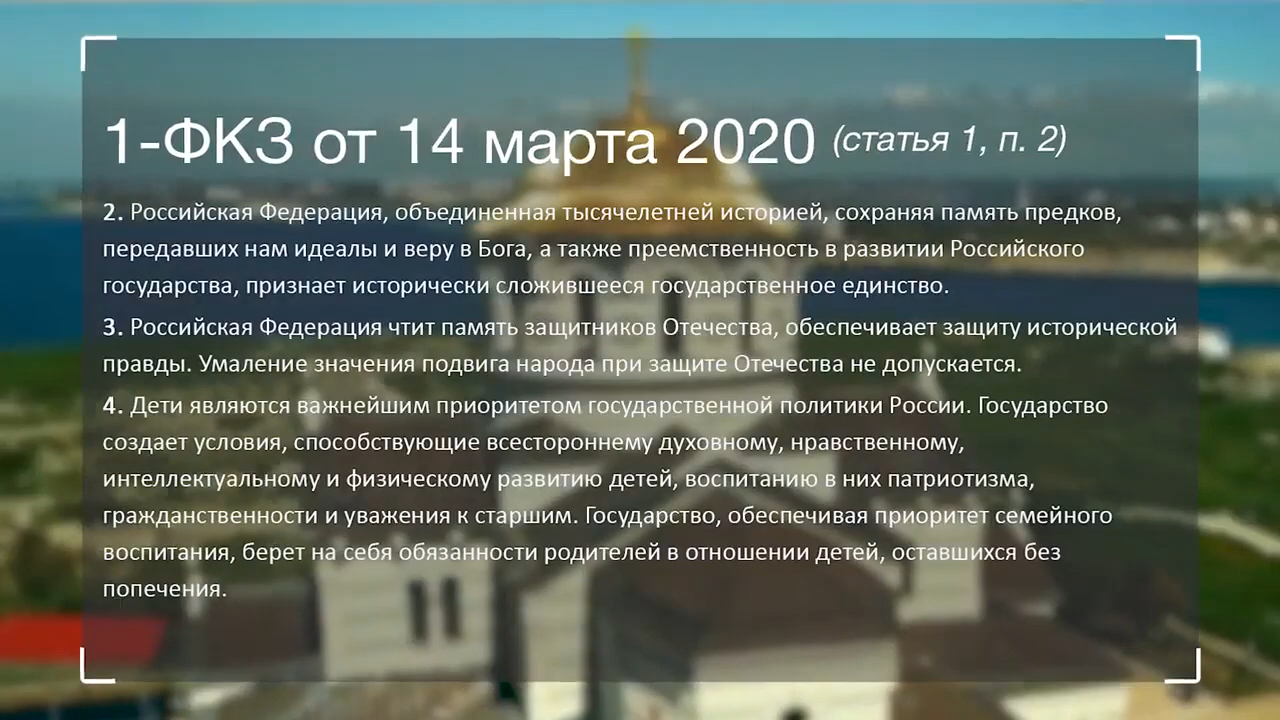 1-ФКЗ от 14 марта 2020 (статья 1, п. 2)
2. Российская Федерация, объединенная тысячелетней историей, сохраняя память предков,
передавших нам идеалы и веру в Бога, а также преемственность в развитии Российского
государства, признает исторически сложившееся государственное единство.
3. Российская Федерация чтит память защитников Отечества, обеспечивает защиту исторической
правды. Умаление значения подвига народа при защите Отечества не допускается.
4. Дети являются важнейшим приоритетом государственной политики России. Государство
создает условия, способствующие всестороннему духовному, нравственному,
интеллектуальному и физическому развитию детей, воспитанию в них патриотизма,
гражданственности и уважения к старшим. Государство, обеспечивая приоритет семейного
воспитания, берет на себя обязанности родителей в отношении детей, оставшихся без
попечения.